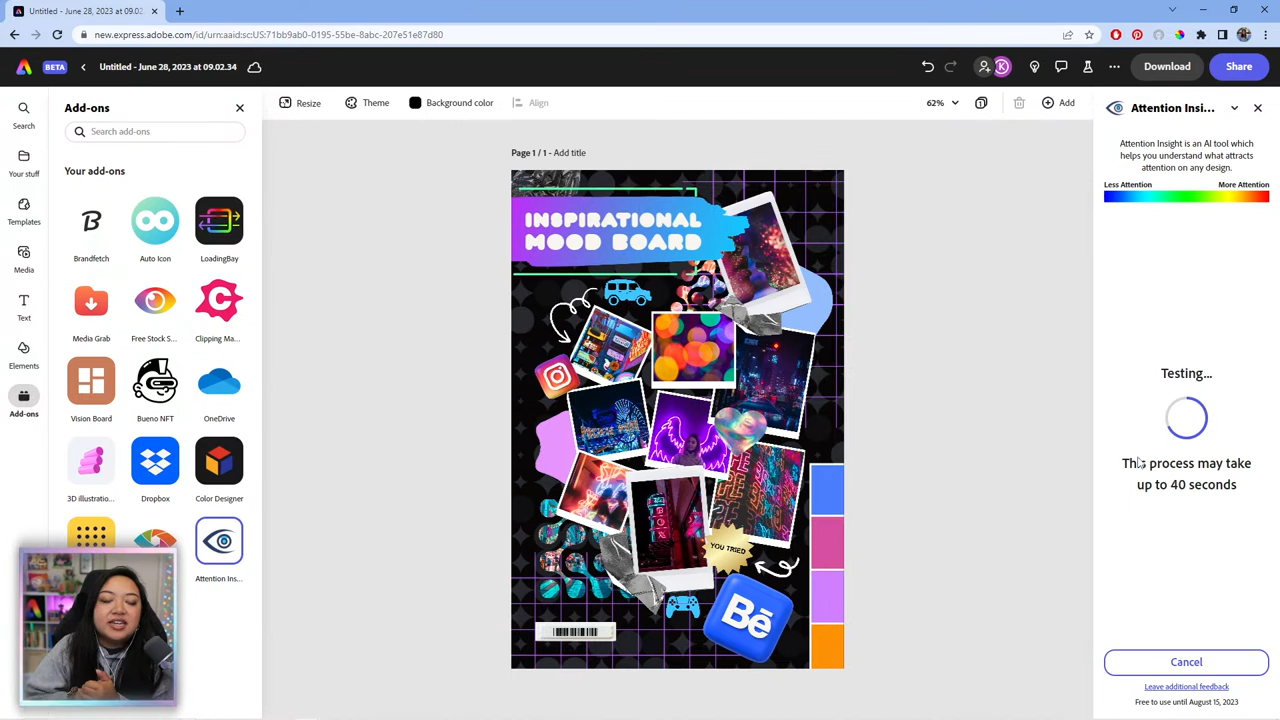 Untitled - June 28, 2023 at 09.02.
new.express.adobe.com/id/urn:aaid:sc:US:71bb9ab0-0195-55be-8abc-207e51e87d80
BETA
Untitled - June 28, 2023 at 09.02.34
K
Download
Share
Search
Your stuff
Templates
Media
Text
Elements
Add-ons
Add-ons
Search add-ons
Your add-ons
Brandfetch
Auto Icon
LoadingBay
Media Grab
Free Stock S...
Clipping Ma...
Vision Board
Bueno NFT
OneDrive
3D illustratio...
Dropbox
Color Designer
Attention Ins...
Resize
Theme
Background color
Align
62%
1
Add
Page 1 / 1 - Add title
INSPIRATIONAL
MOOD BOARD
YOU TRIED
Bē
Attention Insi...
Attention Insight is an AI tool which
helps you understand what attracts
attention on any design.
Less Attention
More Attention
Testing...
This process may take
up to 40 seconds
Cancel
Leave additional feedback
Free to use until August 15, 2023